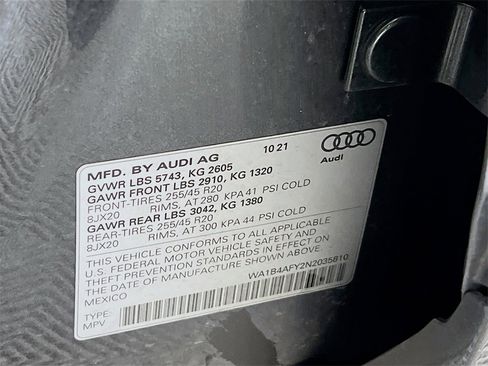 MFD. BY AUDI AG 10 21
GVWR LBS 5743, KG 2605
GAWR FRONT LBS 2910, KG 1320
FRONT-TIRES 255/45 R20
8JX20 RIMS, AT 280 KPA 41 PSI COLD
GAWR REAR LBS 3042, KG 1380
REAR-TIRES 255/45 R20
8JX20 RIMS, AT 300 KPA 44 PSI COLD
THIS VEHICLE CONFORMS TO ALL APPLICABLE
U.S. FEDERAL MOTOR VEHICLE SAFETY AND
THEFT PREVENTION STANDARDS IN EFFECT ON
THE DATE OF MANUFACTURE SHOWN ABOVE.
MEXICO
WA1B4AFY2N2035810
TYPE:
MPV
Audi